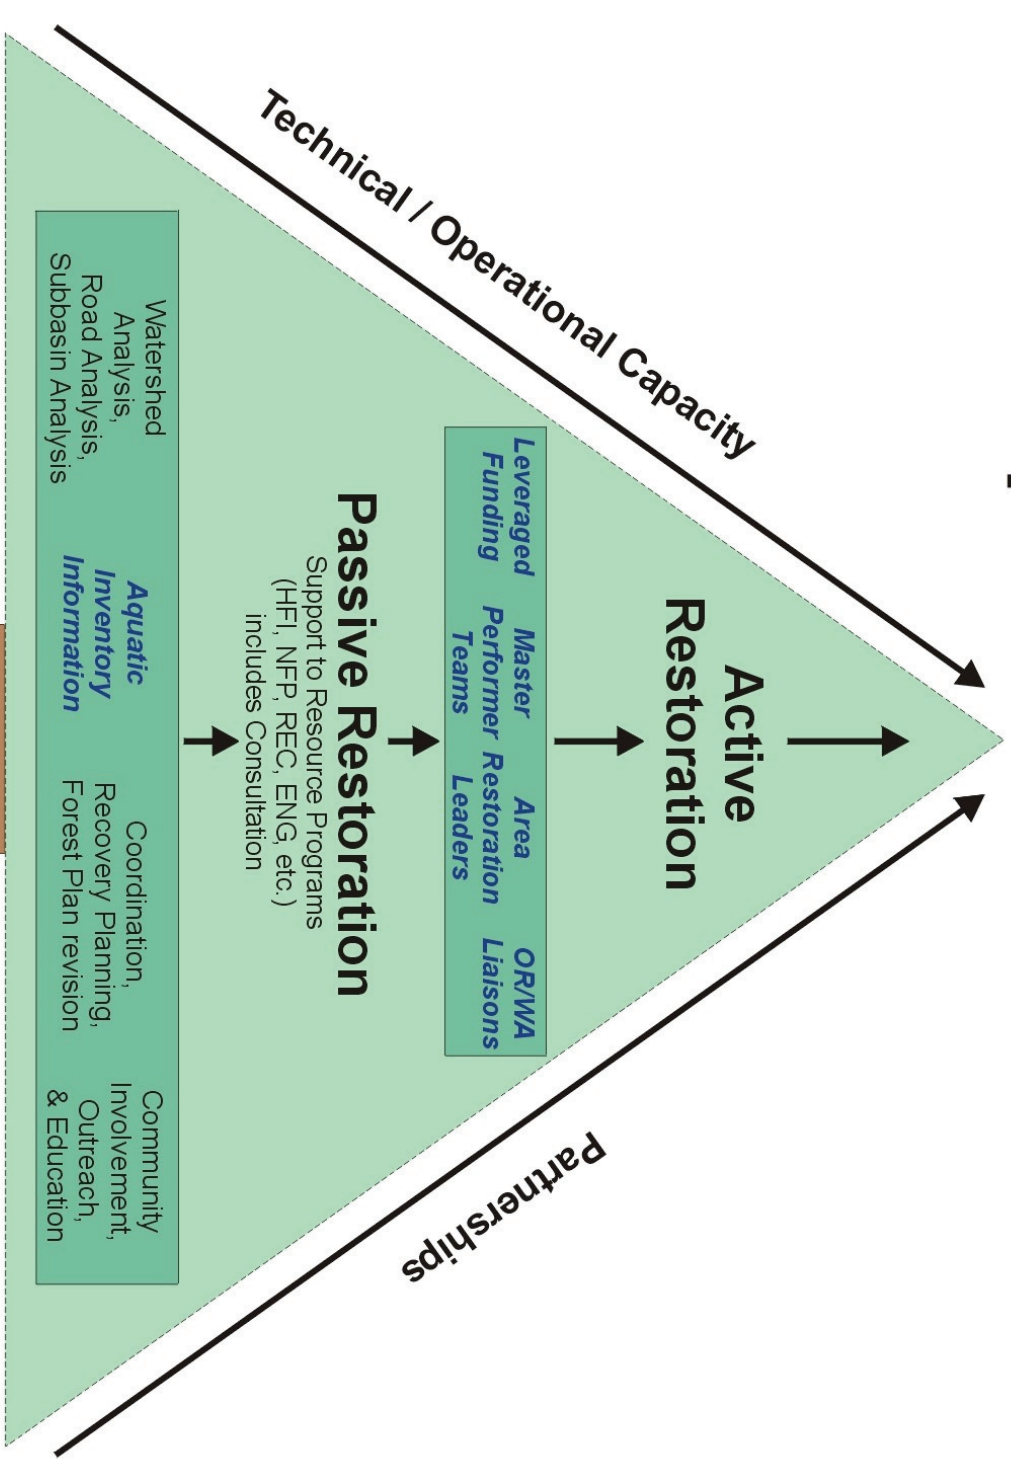 Technical / Operational Capacity
Partnerships
Active
Restoration
Leveraged
Funding
Master
Performer
Teams
Area
Restoration
Leaders
OR/WA
Liaisons
Passive Restoration
Support to Resource Programs
(HFI, NFP, REC, ENG, etc.)
includes Consultation
Watershed
Analysis,
Road Analysis,
Subbasin Analysis
Aquatic
Inventory
Information
Coordination,
Recovery Planning,
Forest Plan revision
Community
Involvement,
Outreach,
& Education